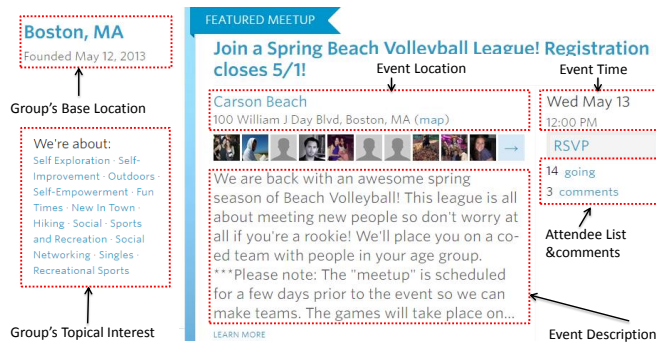 Boston, MA
Founded May 12, 2013
Group's Base Location
We're about:
Self Exploration · Self-
Improvement · Outdoors ·
Self-Empowerment · Fun
Times · New In Town ·
Hiking · Social · Sports
and Recreation · Social
Networking · Singles ·
Recreational Sports
Group's Topical Interest
FEATURED MEETUP
Join a Spring Beach Volleyball League! Registration
closes 5/1!
Event Location
Event Time
Carson Beach
100 William J Day Blvd, Boston, MA (map)
Wed May 13
12:00 PM
RSVP
14 going
3 comments
We are back with an awesome spring
season of Beach Volleyball! This league is all
about meeting new people so don't worry at
all if you're a rookie! We'll place you on a co-
ed team with people in your age group.
***Please note: The "meetup" is scheduled
for a few days prior to the event so we can
make teams. The games will take place on...
LEARN MORE
Attendee List
&comments
Event Description